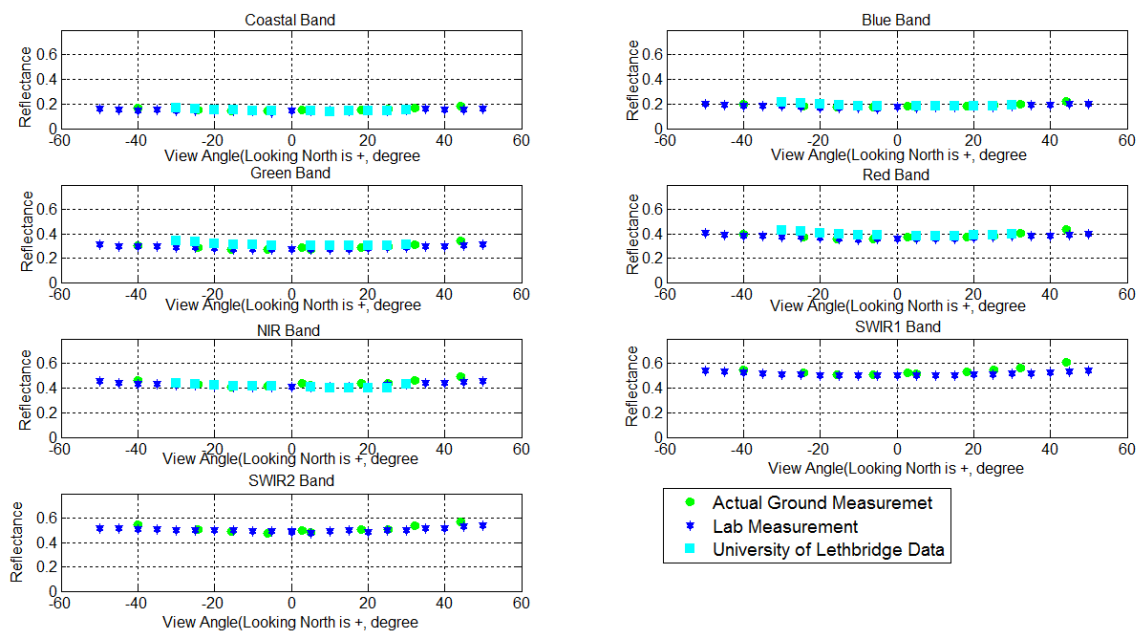 Coastal Band
Reflectance
0.6
0.4
0.2
0
-60 -40 -20 0 20 40 60
View Angle(Looking North is +, degree
Blue Band
Reflectance
0.6
0.4
0.2
0
-60 -40 -20 0 20 40 60
View Angle(Looking North is +, degree
Green Band
Reflectance
0.6
0.4
0.2
0
-60 -40 -20 0 20 40 60
View Angle(Looking North is +, degree
Red Band
Reflectance
0.6
0.4
0.2
0
-60 -40 -20 0 20 40 60
View Angle(Looking North is +, degree
NIR Band
Reflectance
0.6
0.4
0.2
0
-60 -40 -20 0 20 40 60
View Angle(Looking North is +, degree
SWIR1 Band
Reflectance
0.6
0.4
0.2
0
-60 -40 -20 0 20 40 60
View Angle(Looking North is +, degree
SWIR2 Band
Reflectance
0.6
0.4
0.2
0
-60 -40 -20 0 20 40 60
View Angle(Looking North is +, degree
Actual Ground Measuremet
Lab Measurement
University of Lethbridge Data